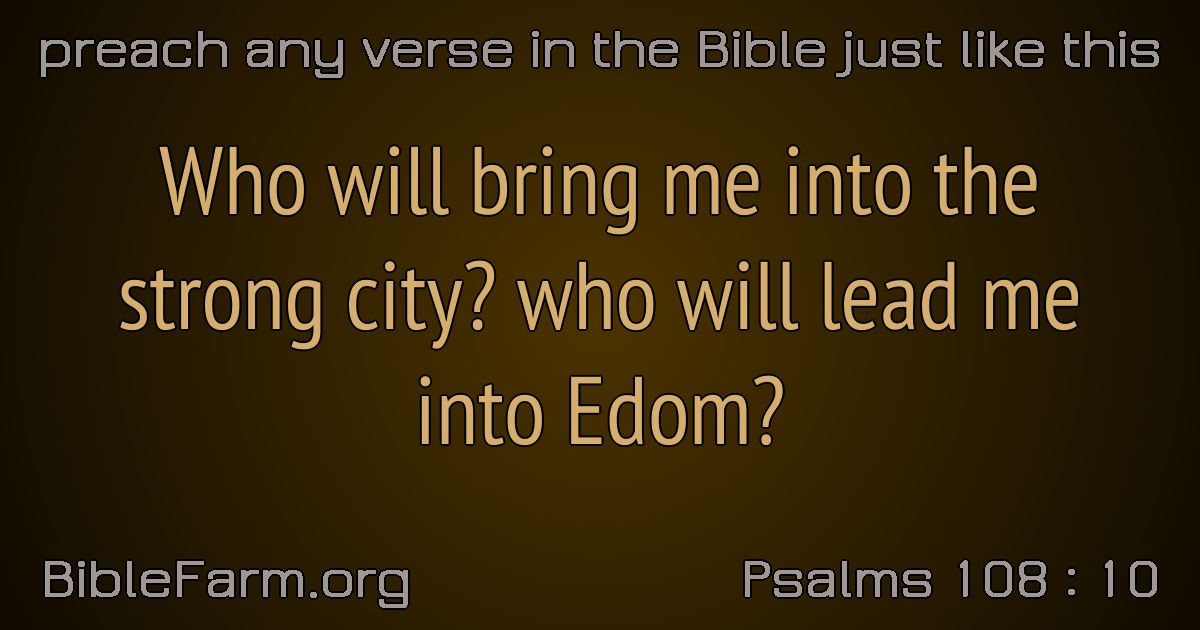 preach any verse in the Bible just like this
Who will bring me into the
strong city? who will lead me
into Edom?
BibleFarm.org
Psalms 108 : 10